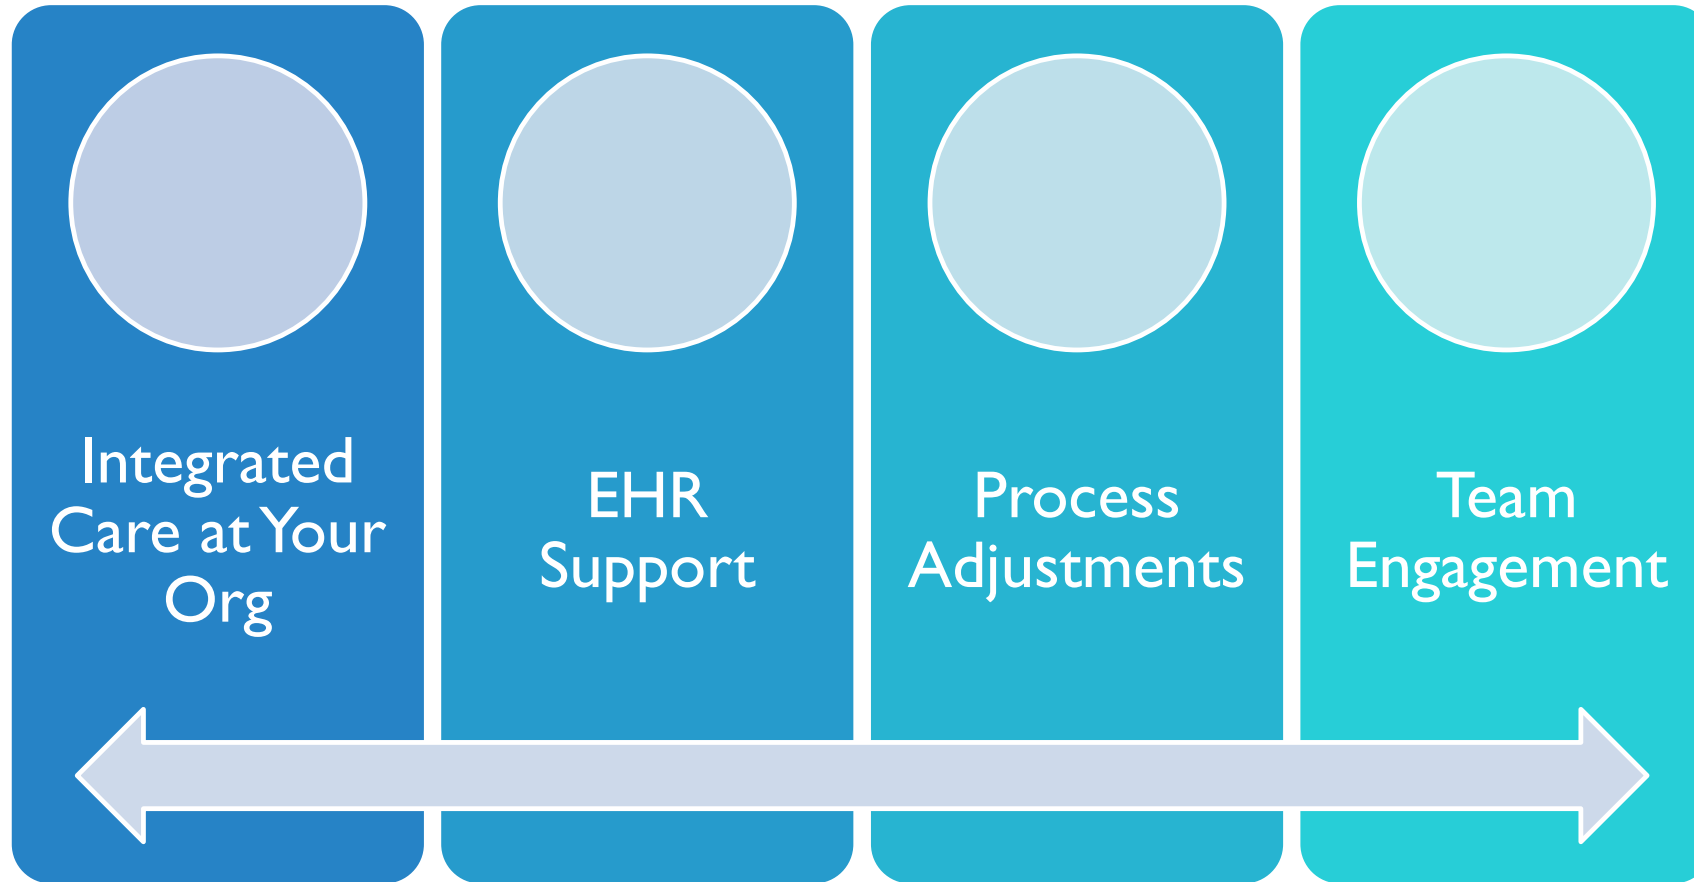 Integrated
Care at Your
Org
EHR
Support
Process
Adjustments
Team
Engagement